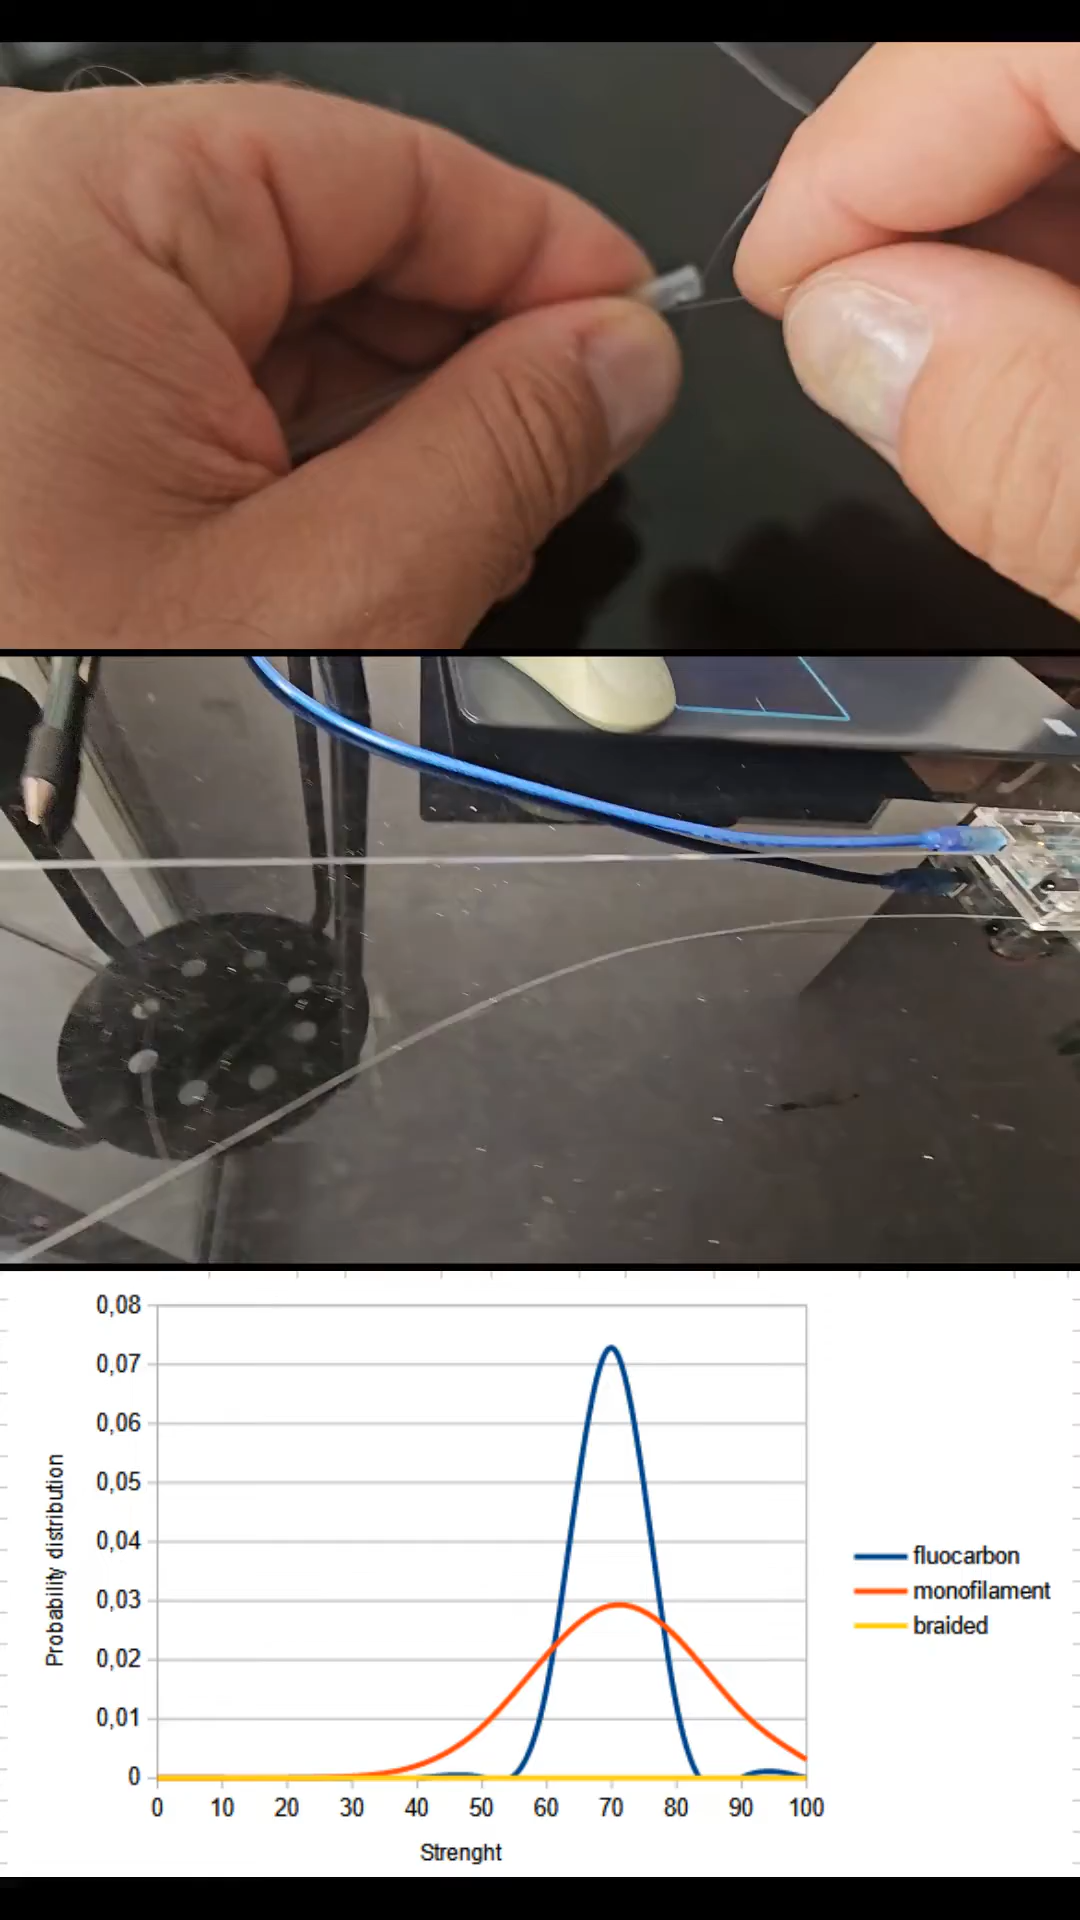 0,08
0,07
0,06
0,05
0,04
0,03
0,02
0,01
0
Probability distribution
0 10 20 30 40 50 60 70 80 90 100
Strenght
fluocarbon
monofilament
braided